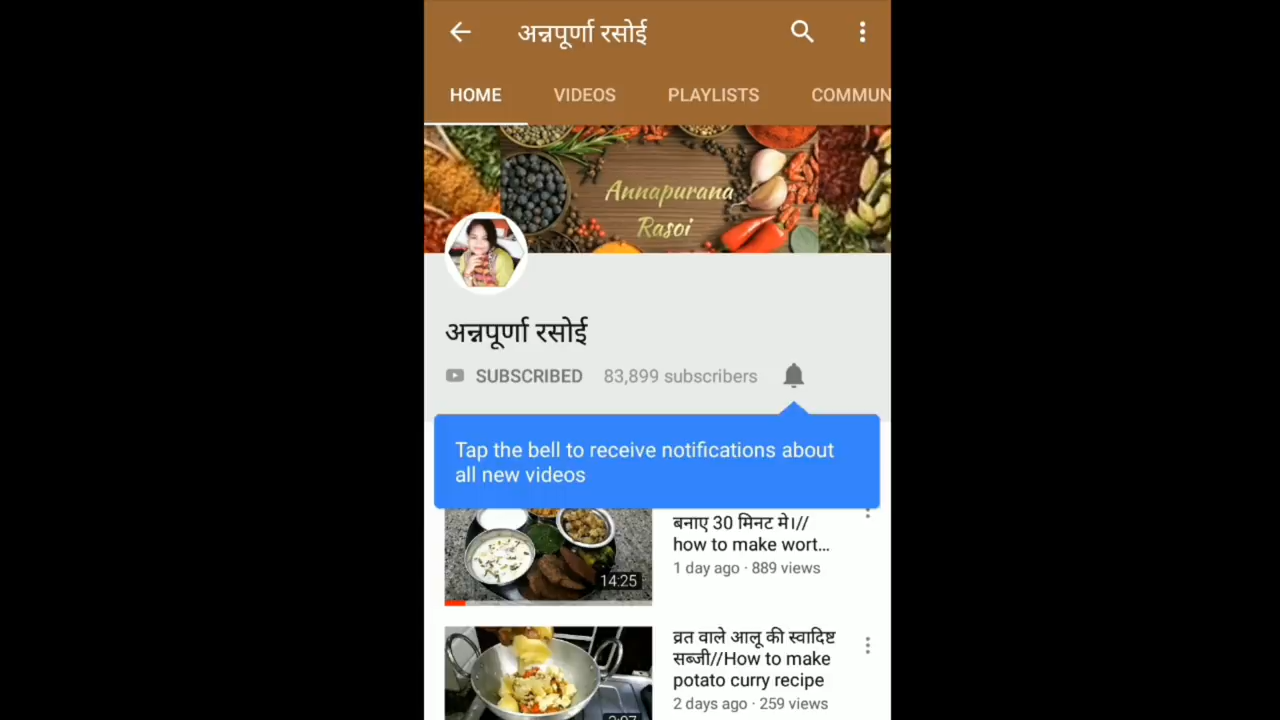 अन्नपूर्णा रसोई
HOME VIDEOS PLAYLISTS COMMUN
Annapurana
Rasoi
अन्नपूर्णा रसोई
SUBSCRIBED 83,899 subscribers
Tap the bell to receive notifications about
all new videos
बनाए 30 मिनट मे।//
how to make wort...
1 day ago · 889 views
14:25
व्रत वाले आलू की स्वादिष्ट
सब्जी//How to make
potato curry recipe
2 days ago · 259 views